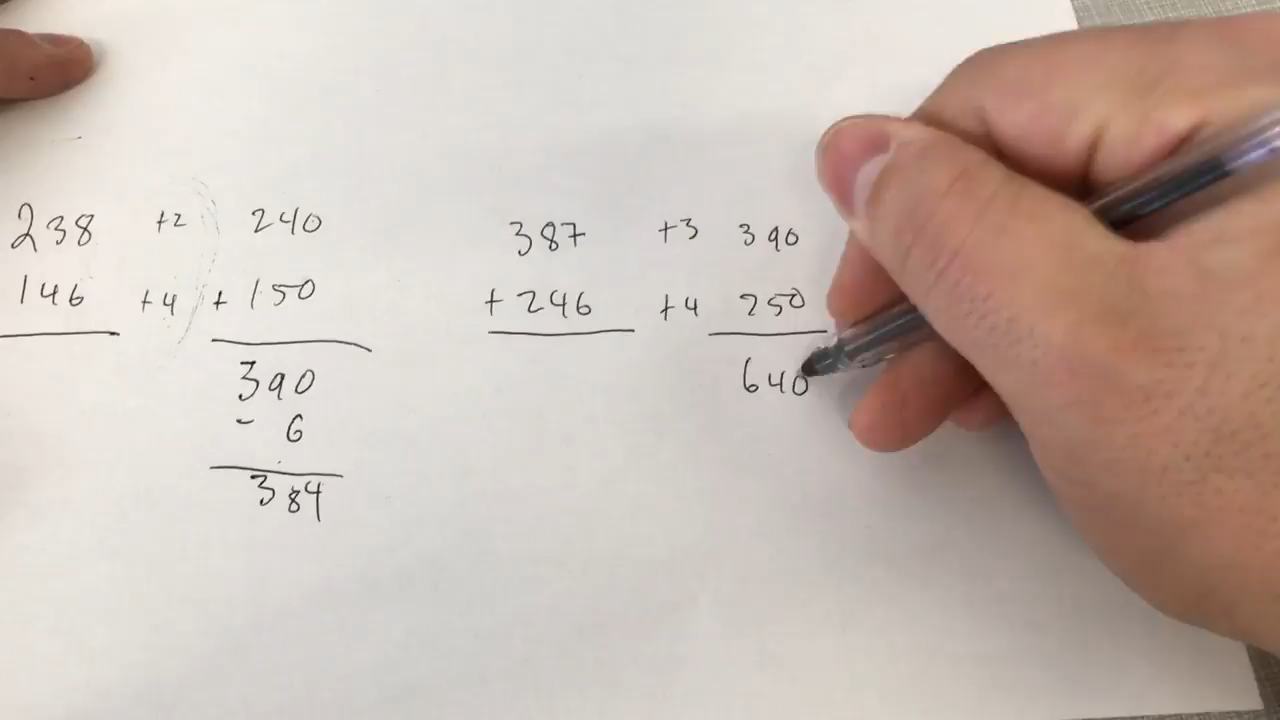 238 +2 240
146 +4 + 150
390
- 6
384
387 +3 390
+ 246 +4 250
640